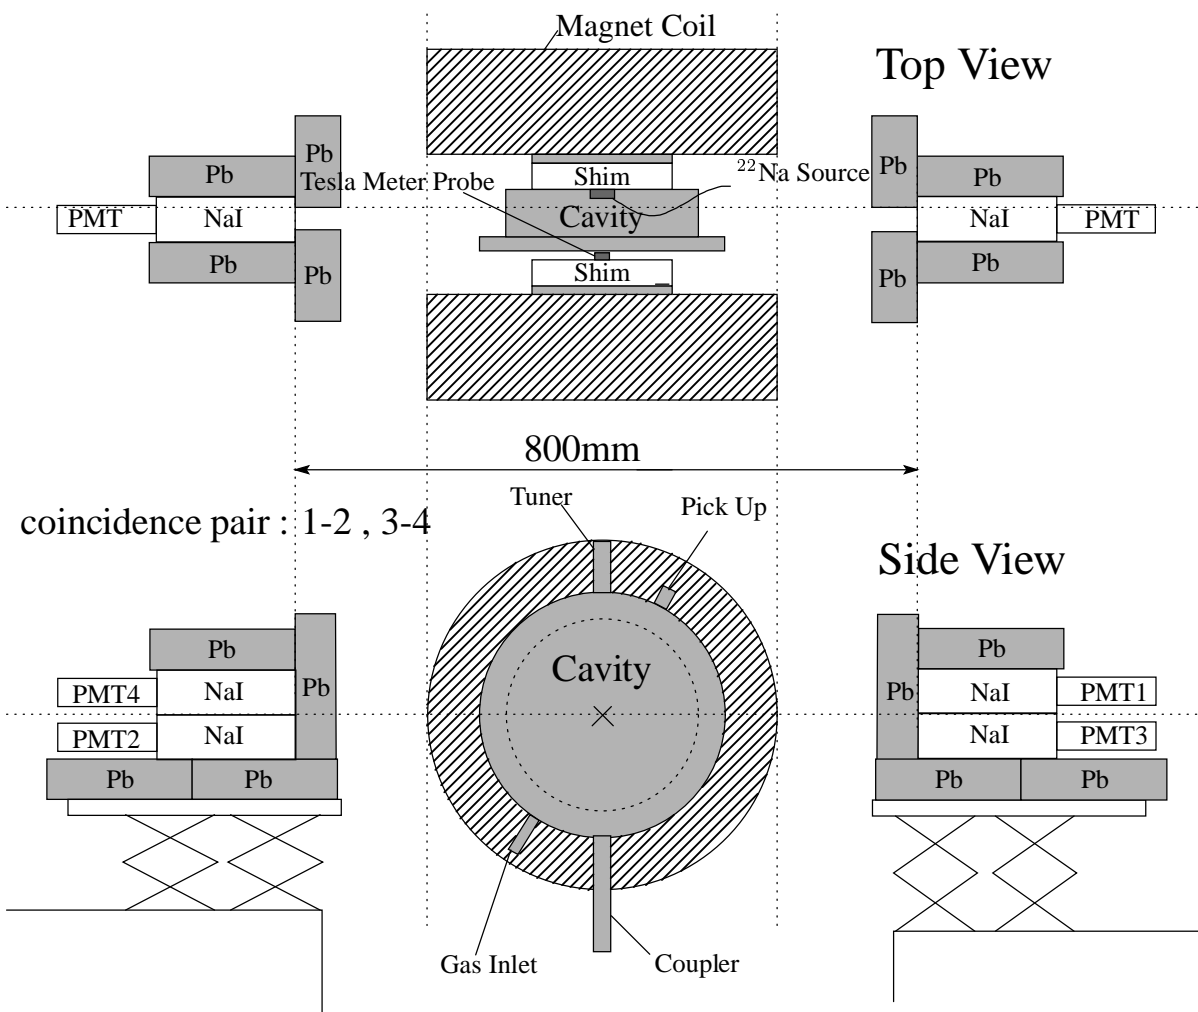 Magnet Coil
Top View
Pb
Pb
Pb
Pb
Shim
²²Na Source
Tesla Meter Probe
PMT
NaI
Cavity
NaI
PMT
Pb
Pb
Shim
Pb
Pb
800mm
Tuner
Pick Up
coincidence pair : 1-2 , 3-4
Side View
Pb
Pb
Cavity
PMT4
NaI
Pb
Pb
NaI
PMT1
PMT2
NaI
NaI
PMT3
Pb
Pb
Pb
Pb
Gas Inlet
Coupler